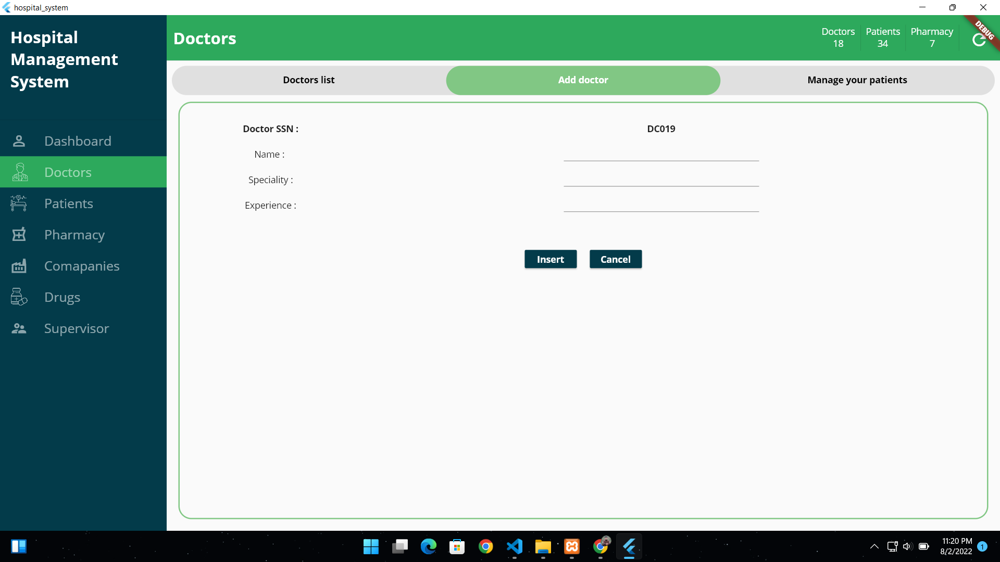 hospital_system
Hospital
Management
System
Dashboard
Doctors
Patients
Pharmacy
Comapanies
Drugs
Supervisor
Doctors
Doctors
18
Patients
34
Pharmacy
7
DEBUG
Doctors list
Add doctor
Manage your patients
Doctor SSN :
DC019
Name :
Speciality :
Experience :
Insert
Cancel
11:20 PM
8/2/2022
1